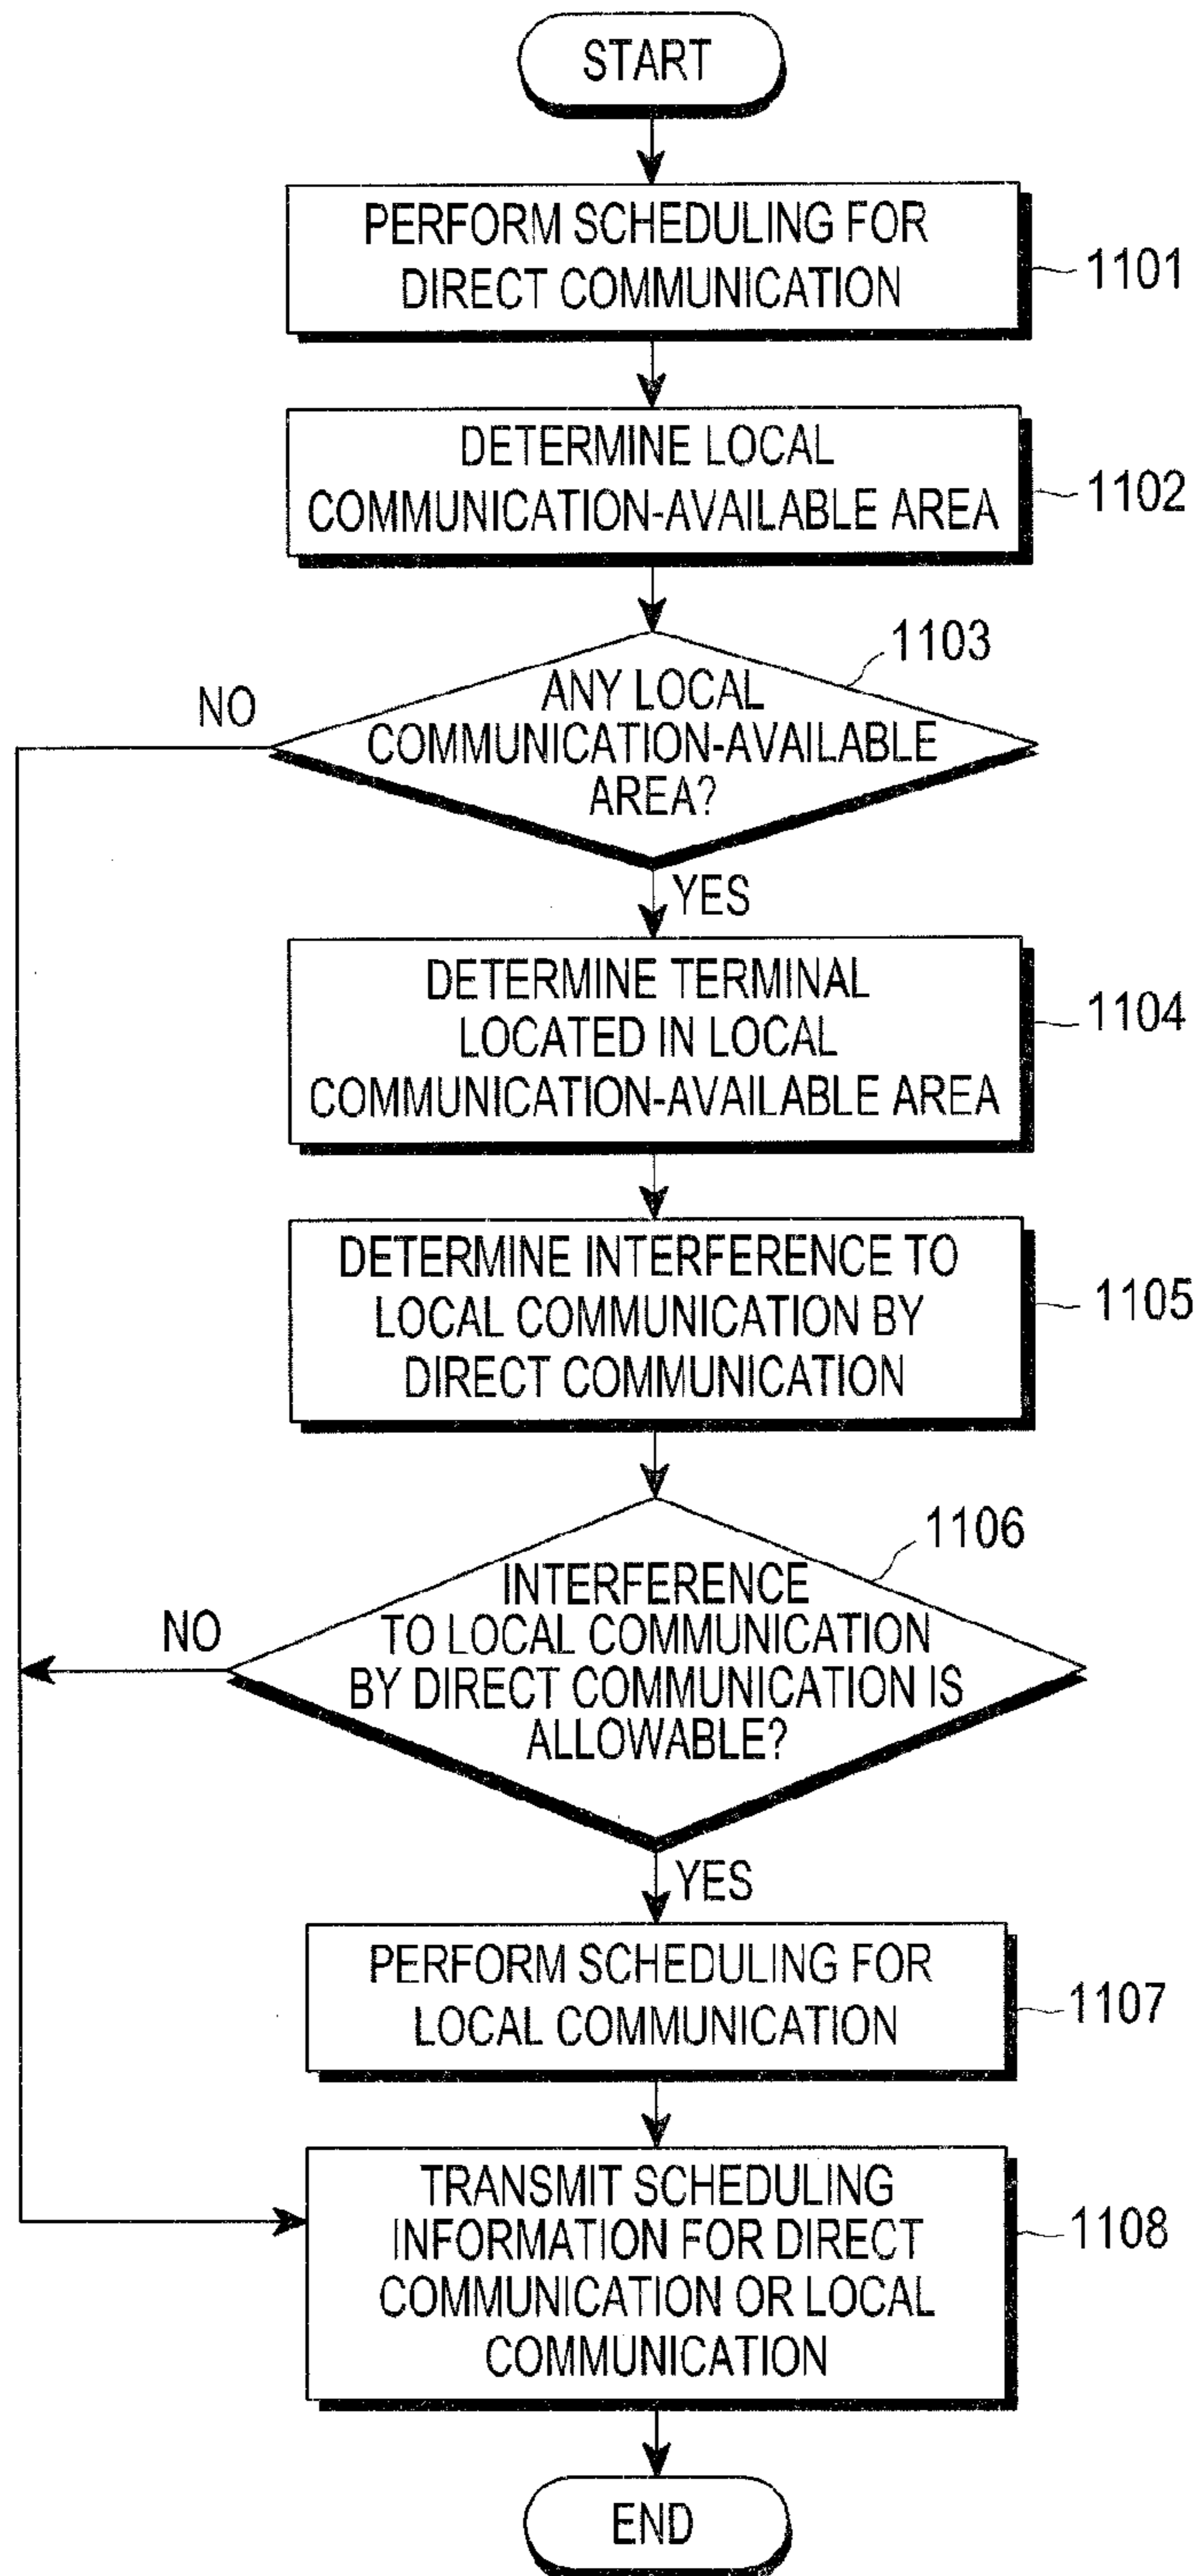 START
PERFORM SCHEDULING FOR
DIRECT COMMUNICATION
1101
DETERMINE LOCAL
COMMUNICATION-AVAILABLE AREA
1102
1103
NO
ANY LOCAL
COMMUNICATION-AVAILABLE
AREA?
YES
DETERMINE TERMINAL
LOCATED IN LOCAL
COMMUNICATION-AVAILABLE AREA
1104
DETERMINE INTERFERENCE TO
LOCAL COMMUNICATION BY
DIRECT COMMUNICATION
1105
1106
NO
INTERFERENCE
TO LOCAL COMMUNICATION
BY DIRECT COMMUNICATION IS
ALLOWABLE?
YES
PERFORM SCHEDULING FOR
LOCAL COMMUNICATION
1107
TRANSMIT SCHEDULING
INFORMATION FOR DIRECT
COMMUNICATION OR LOCAL
COMMUNICATION
1108
END